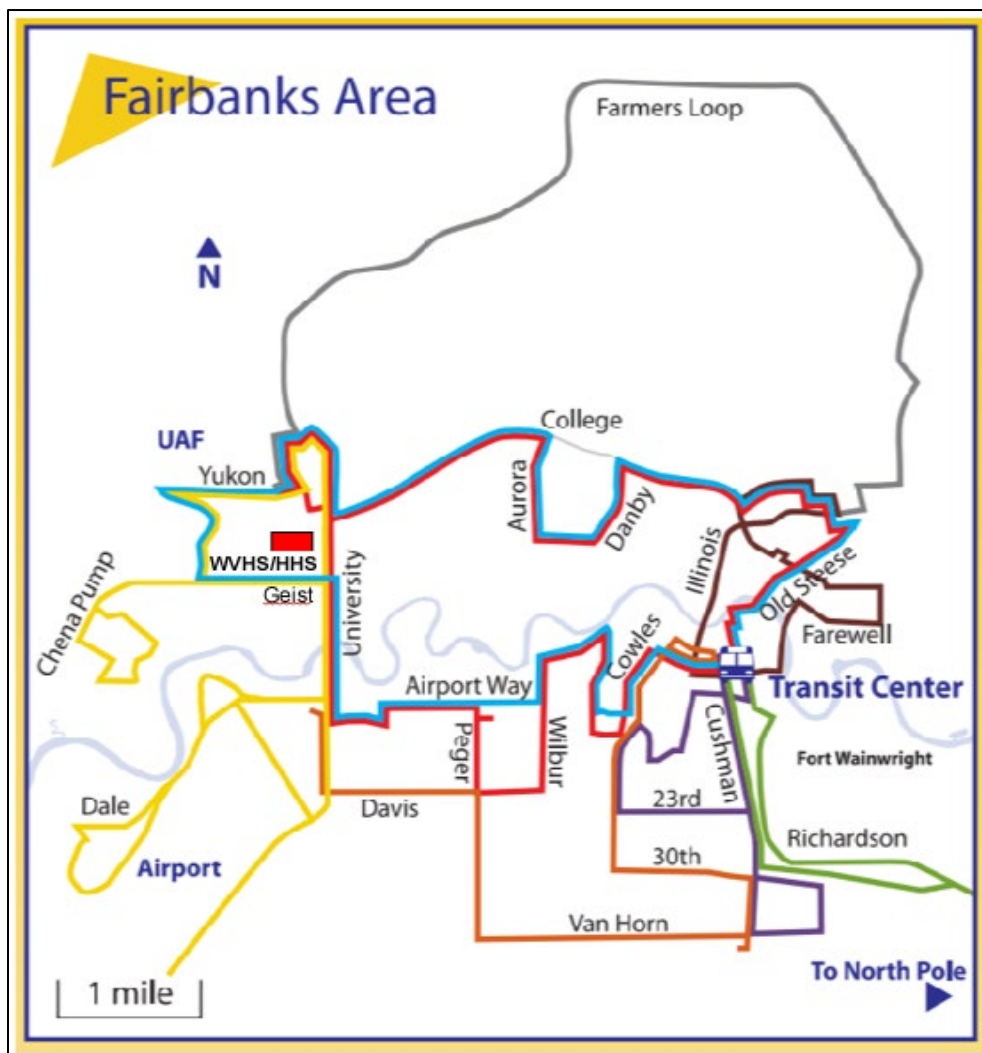 Fairbanks Area
Farmers Loop
N
College
UAF
Yukon
Aurora
Danby
WVHS/HHS
Illinois
Old Steese
Geist
University
Chena Pump
Cowles
Farewell
Airport Way
Transit Center
Peger
Wilbur
Cushman
Fort Wainwright
Dale
Davis
23rd
Richardson
Airport
30th
Van Horn
To North Pole
1 mile